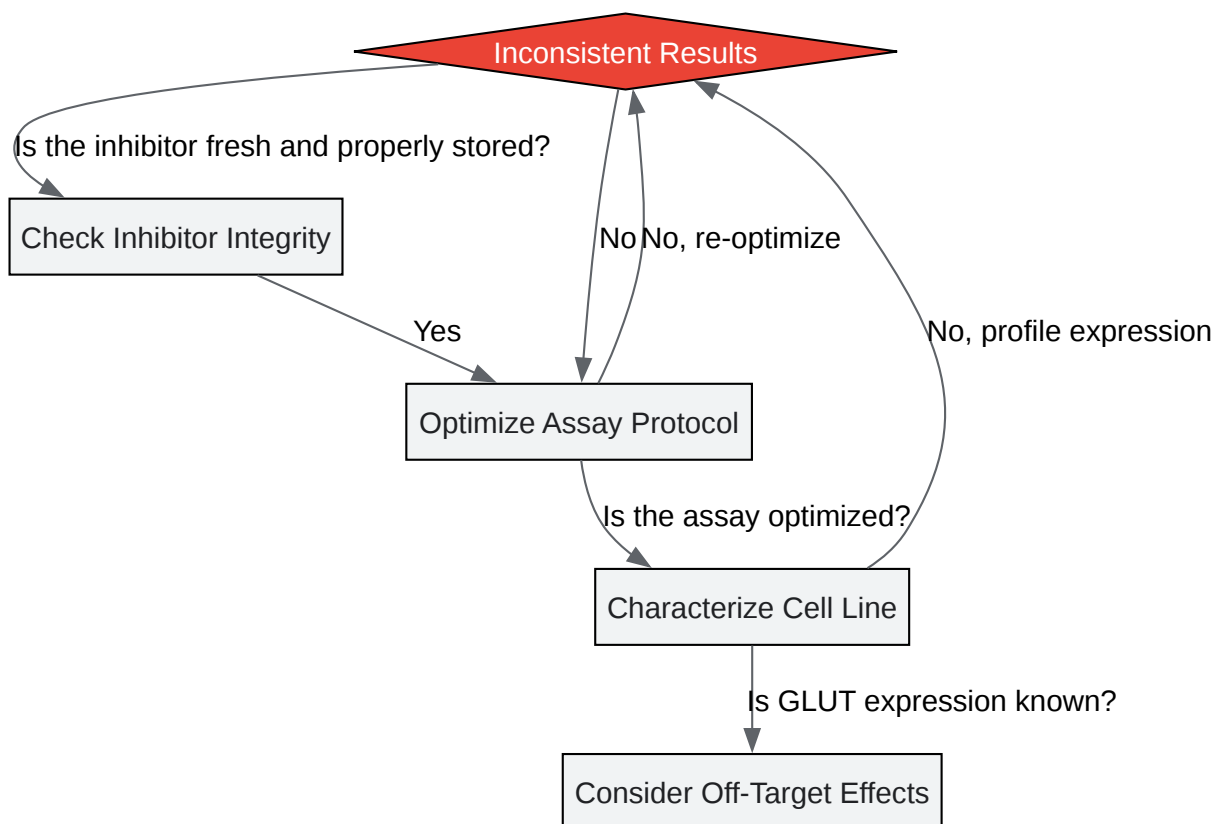 Inconsistent Results
Is the inhibitor fresh and properly stored?
Check Inhibitor Integrity
No
No, re-optimize
Yes
No, profile expression
Optimize Assay Protocol
Is the assay optimized?
Characterize Cell Line
Is GLUT expression known?
Consider Off-Target Effects